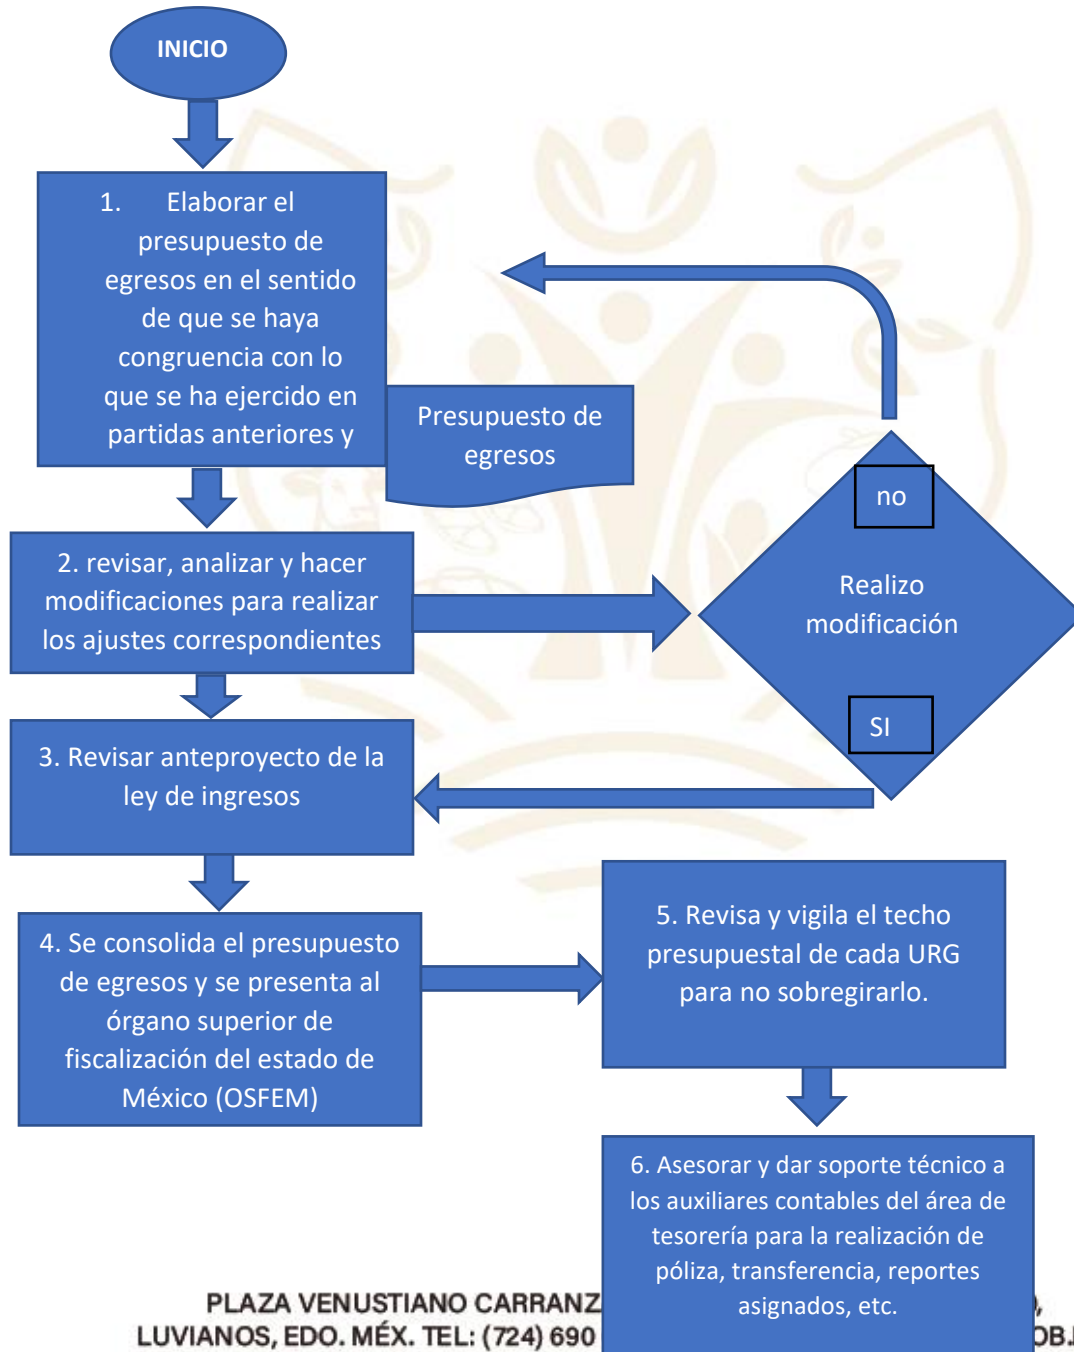 INICIO
1. Elaborar el
presupuesto de
egresos en el sentido
de que se haya
congruencia con lo
que se ha ejercido en
partidas anteriores y
Presupuesto de
egresos
no
Realizo
modificación
SI
2. revisar, analizar y hacer
modificaciones para realizar
los ajustes correspondientes
3. Revisar anteproyecto de la
ley de ingresos
4. Se consolida el presupuesto
de egresos y se presenta al
órgano superior de
fiscalización del estado de
México (OSFEM)
5. Revisa y vigila el techo
presupuestal de cada URG
para no sobregirarlo.
6. Asesorar y dar soporte técnico a
los auxiliares contables del área de
tesorería para la realización de
póliza, transferencia, reportes
asignados, etc.
PLAZA VENUSTIANO
LUVIANOS, EDO. MÉX. TEL: (724) 690